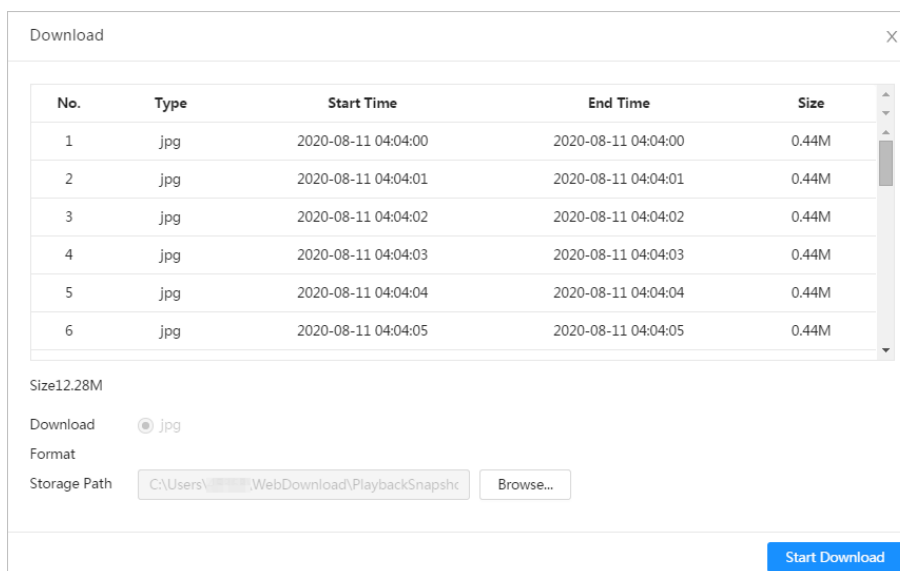 Download
No. Type Start Time End Time Size
1 jpg 2020-08-11 04:04:00 2020-08-11 04:04:00 0.44M
2 jpg 2020-08-11 04:04:01 2020-08-11 04:04:01 0.44M
3 jpg 2020-08-11 04:04:02 2020-08-11 04:04:02 0.44M
4 jpg 2020-08-11 04:04:03 2020-08-11 04:04:03 0.44M
5 jpg 2020-08-11 04:04:04 2020-08-11 04:04:04 0.44M
6 jpg 2020-08-11 04:04:05 2020-08-11 04:04:05 0.44M
Size12.28M
Download jpg
Format
Storage Path C:\Users\ WebDownload\PlaybackSnapsho Browse...
Start Download